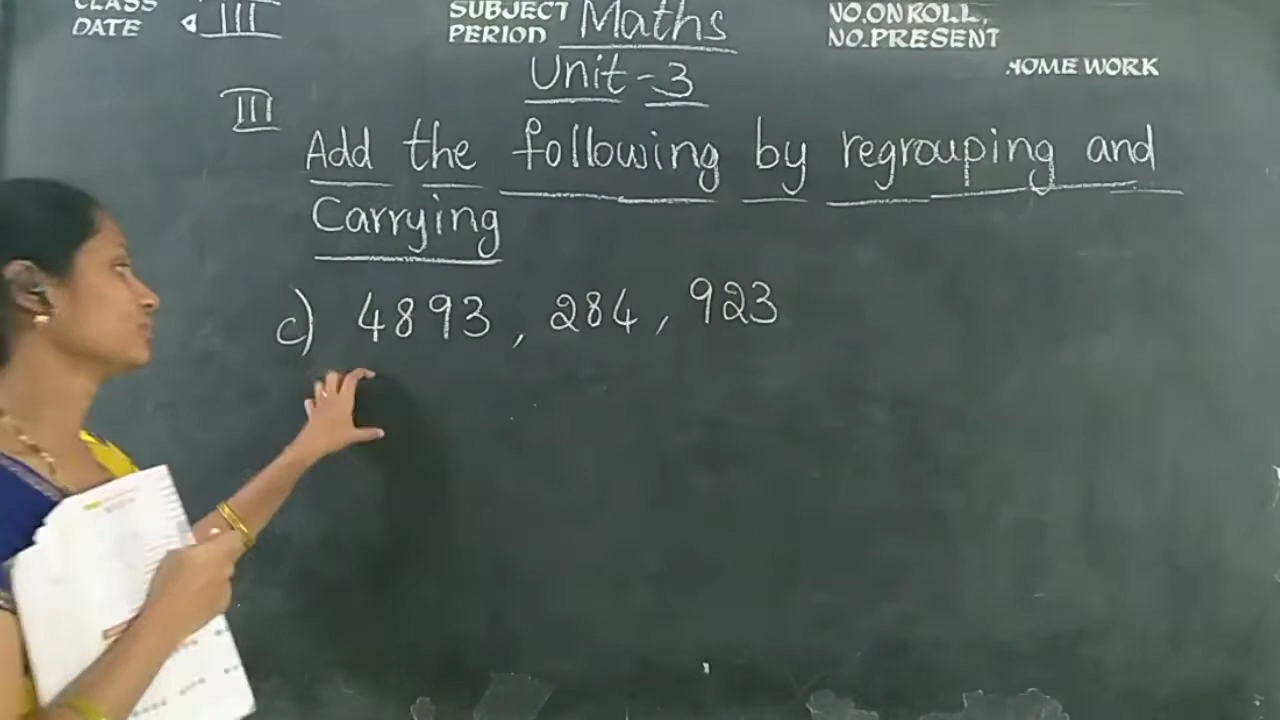 CLASS III
DATE
SUBJECT Maths
PERIOD
NO.ON ROLL,
NO.PRESENT
HOME WORK
Unit-3
III
Add the following by regrouping and
Carrying
c) 4893, 284, 923